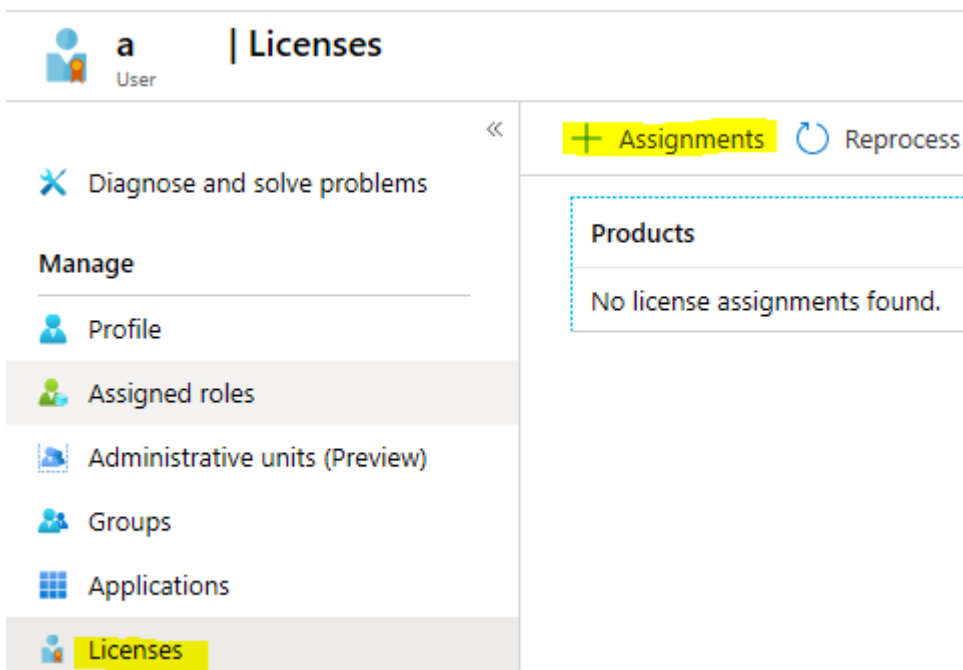 a | Licenses
User
«
+ Assignments Reprocess
Diagnose and solve problems
Products
Manage
No license assignments found.
Profile
Assigned roles
Administrative units (Preview)
Groups
Applications
Licenses